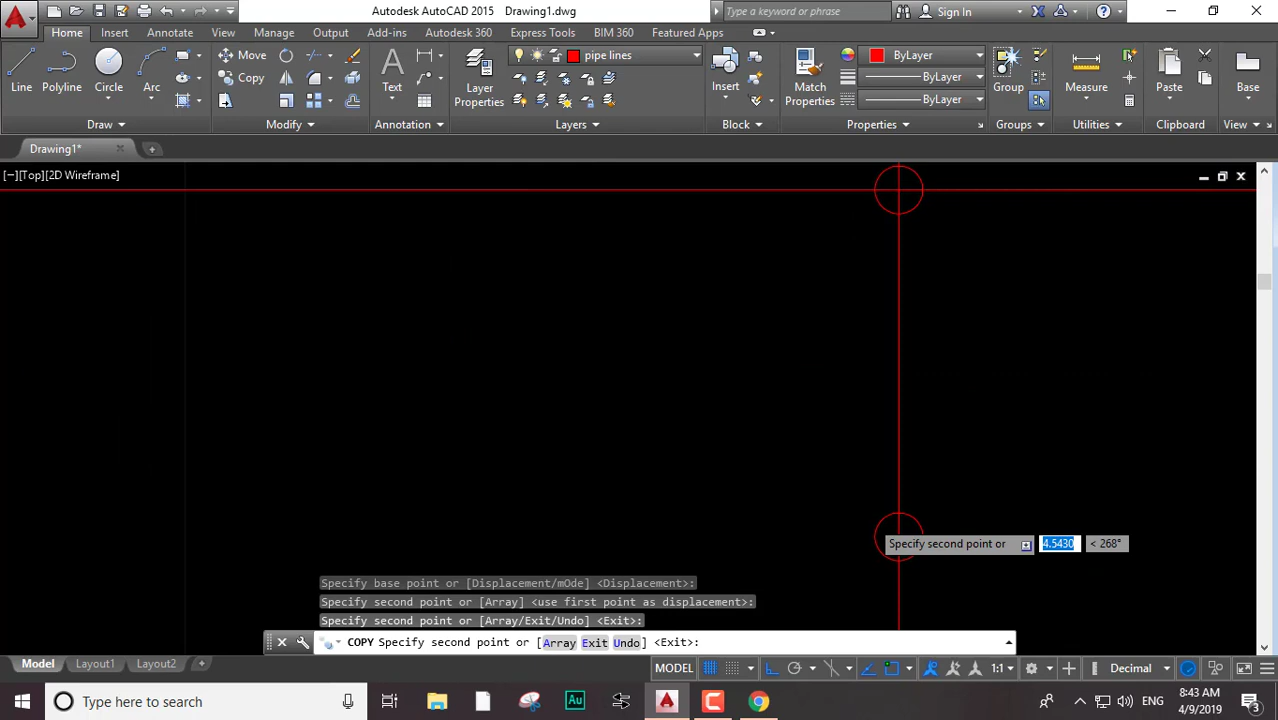 Autodesk AutoCAD 2015 Drawing1.dwg
Type a keyword or phrase
Sign In
Home Insert Annotate View Manage Output Add-ins Autodesk 360 Express Tools BIM 360 Featured Apps
Line
Polyline
Circle
Arc
Move
Copy
Text
Layer
Properties
pipe lines
Insert
Match
Properties
ByLayer
ByLayer
ByLayer
Group
Measure
Paste
Base
Draw
Modify
Annotation
Layers
Block
Properties
Groups
Utilities
Clipboard
View
Drawing1*
[−][Top][2D Wireframe]
Specify second point or 4.5430 < 268°
Specify base point or [Displacement/mOde] <Displacement>:
Specify second point or [Array] <use first point as displacement>:
Specify second point or [Array/Exit/Undo] <Exit>:
COPY Specify second point or [Array Exit Undo] <Exit>:
Model Layout1 Layout2
MODEL
1:1
Decimal
Type here to search
Au
ENG
8:43 AM
4/9/2019
3